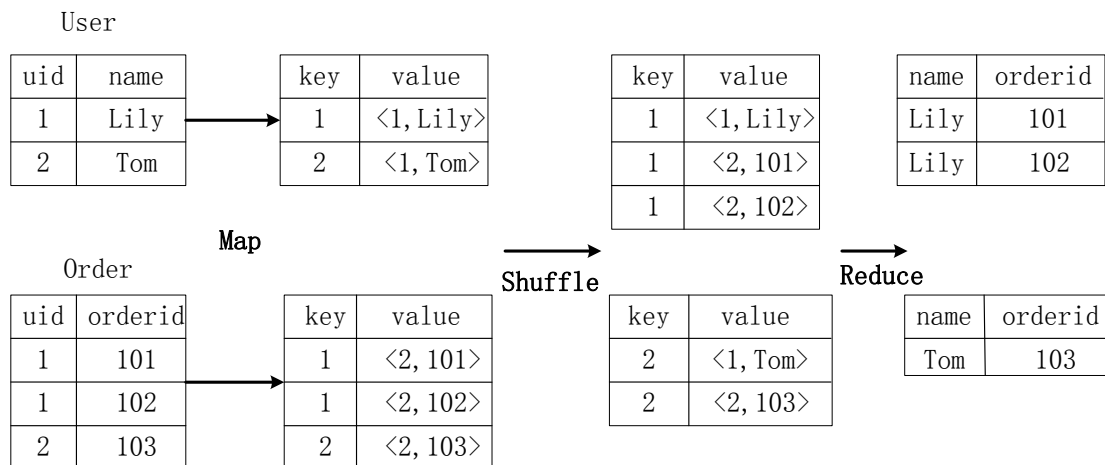 User
uid name
1 Lily
2 Tom
key value
1 <1,Lily>
2 <1,Tom>
key value
1 <1,Lily>
1 <2,101>
1 <2,102>
name orderid
Lily 101
Lily 102
Map
Shuffle
Reduce
Order
uid orderid
1 101
1 102
2 103
key value
1 <2,101>
1 <2,102>
2 <2,103>
key value
2 <1,Tom>
2 <2,103>
name orderid
Tom 103